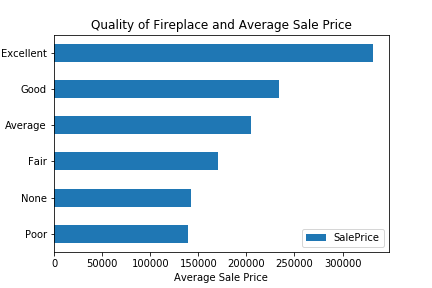 Quality of Fireplace and Average Sale Price
Excellent
Good
Average
Fair
None
Poor
SalePrice
0 50000 100000 150000 200000 250000 300000
Average Sale Price